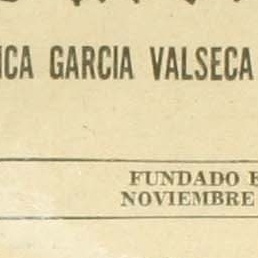 ICA GARCIA VALSECA
FUNDADO E
NOVIEMBRE